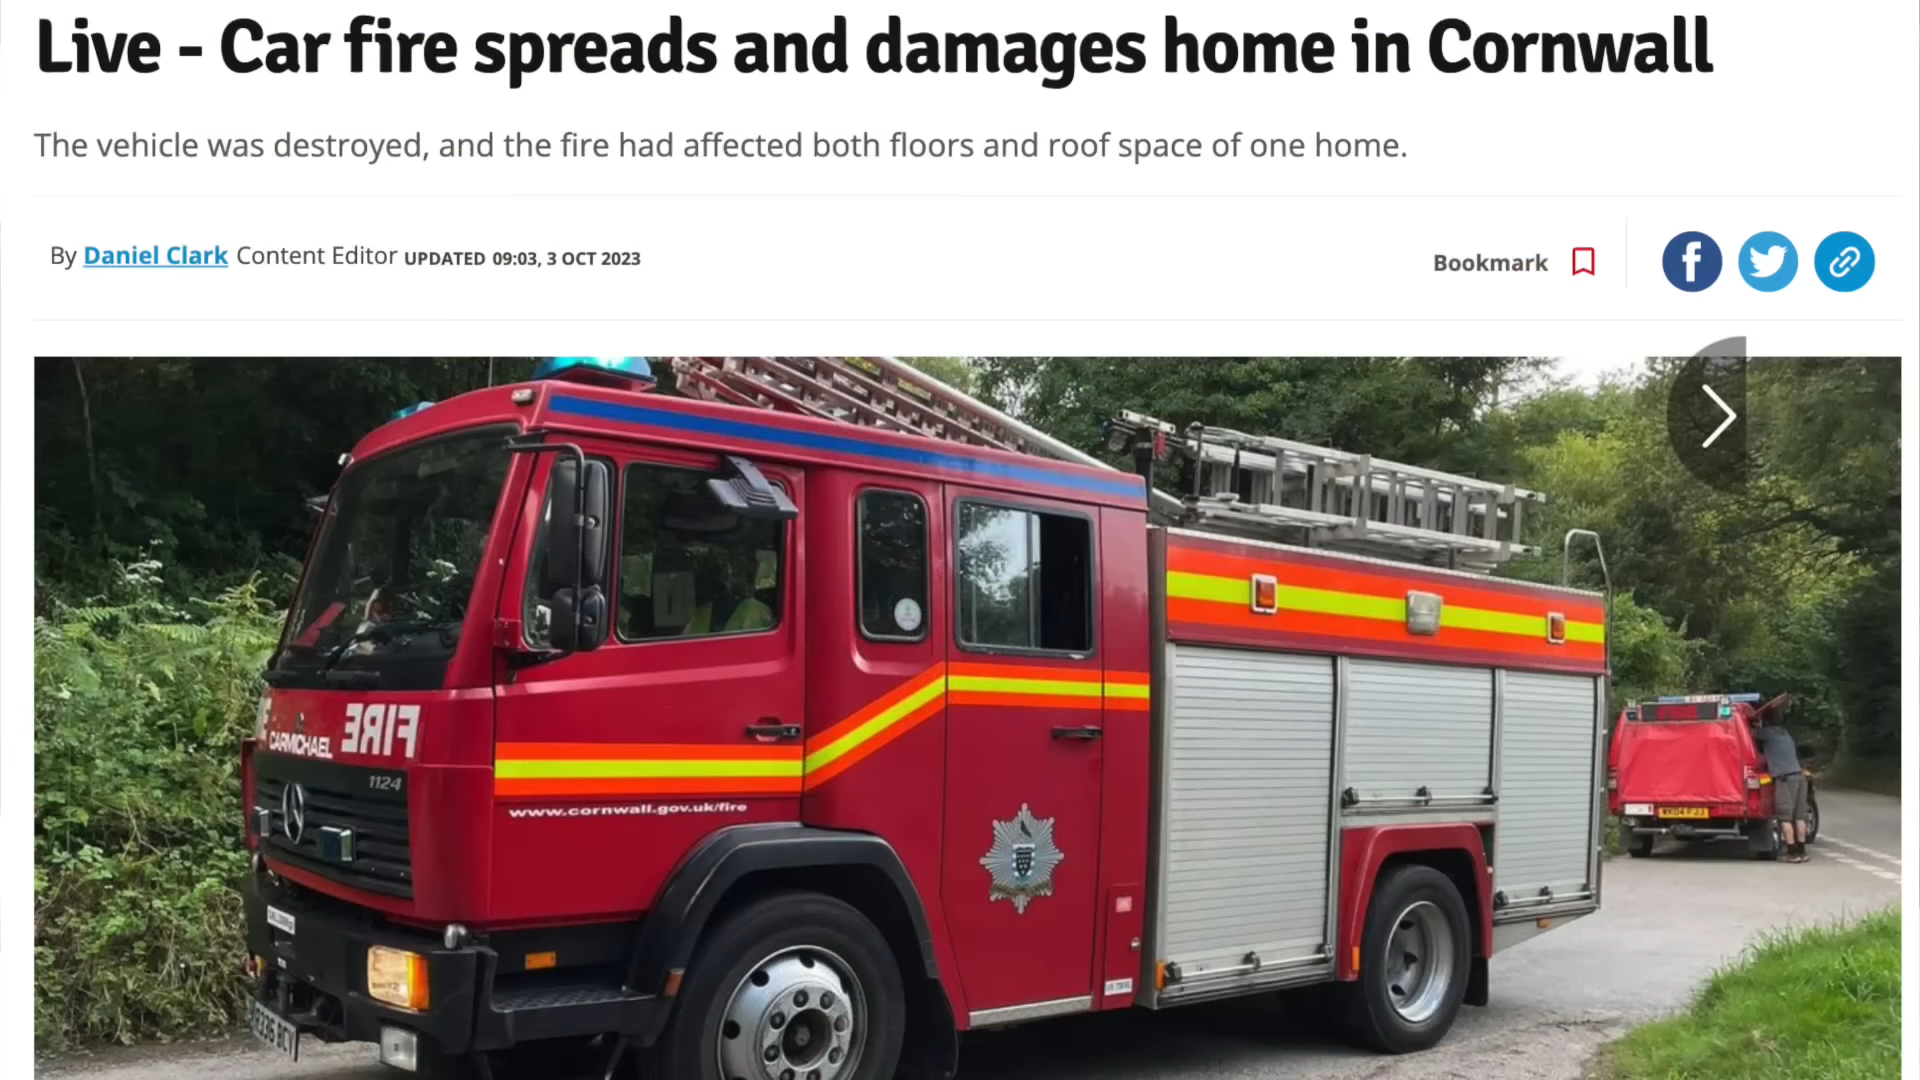 Live - Car fire spreads and damages home in Cornwall
The vehicle was destroyed, and the fire had affected both floors and roof space of one home.
By Daniel Clark Content Editor UPDATED 09:03, 3 OCT 2023
Bookmark
FIRE
CARMICHAEL
1124
www.cornwall.gov.uk/fire